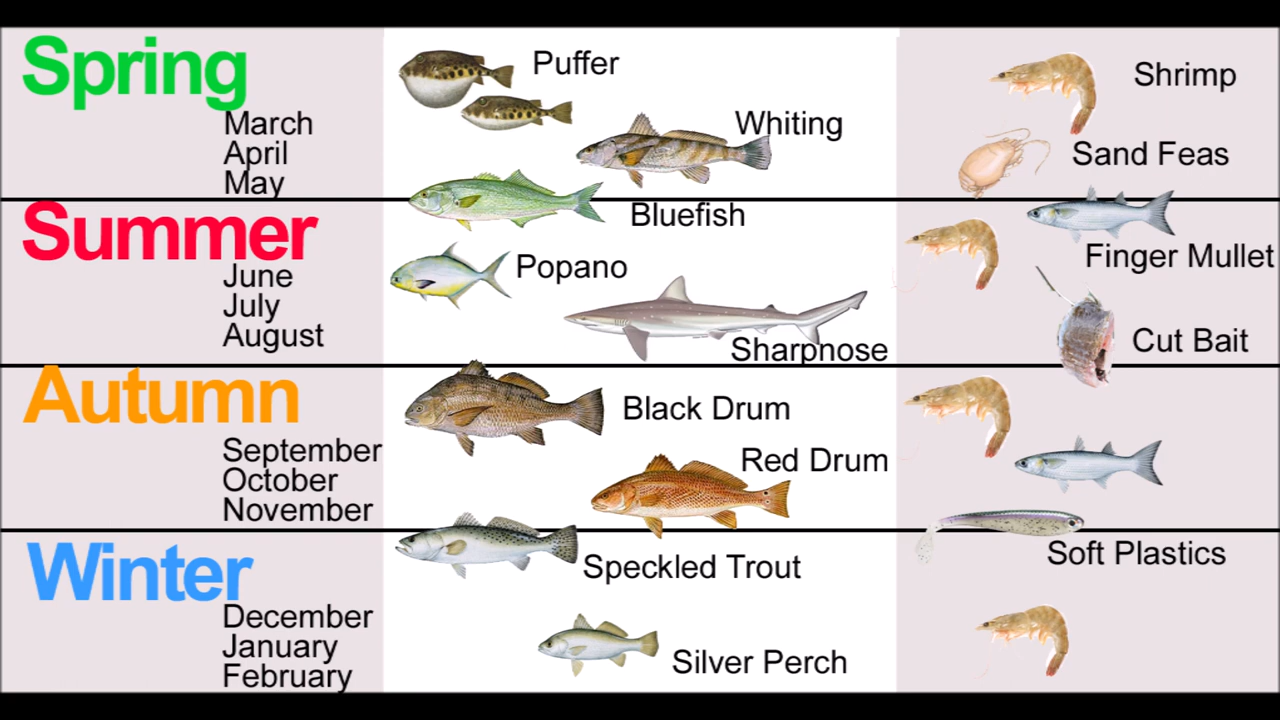 Spring
March
April
May
Puffer
Whiting
Shrimp
Sand Feas
Summer
June
July
August
Bluefish
Popano
Sharpnose
Finger Mullet
Cut Bait
Autumn
September
October
November
Black Drum
Red Drum
Winter
December
January
February
Speckled Trout
Silver Perch
Soft Plastics